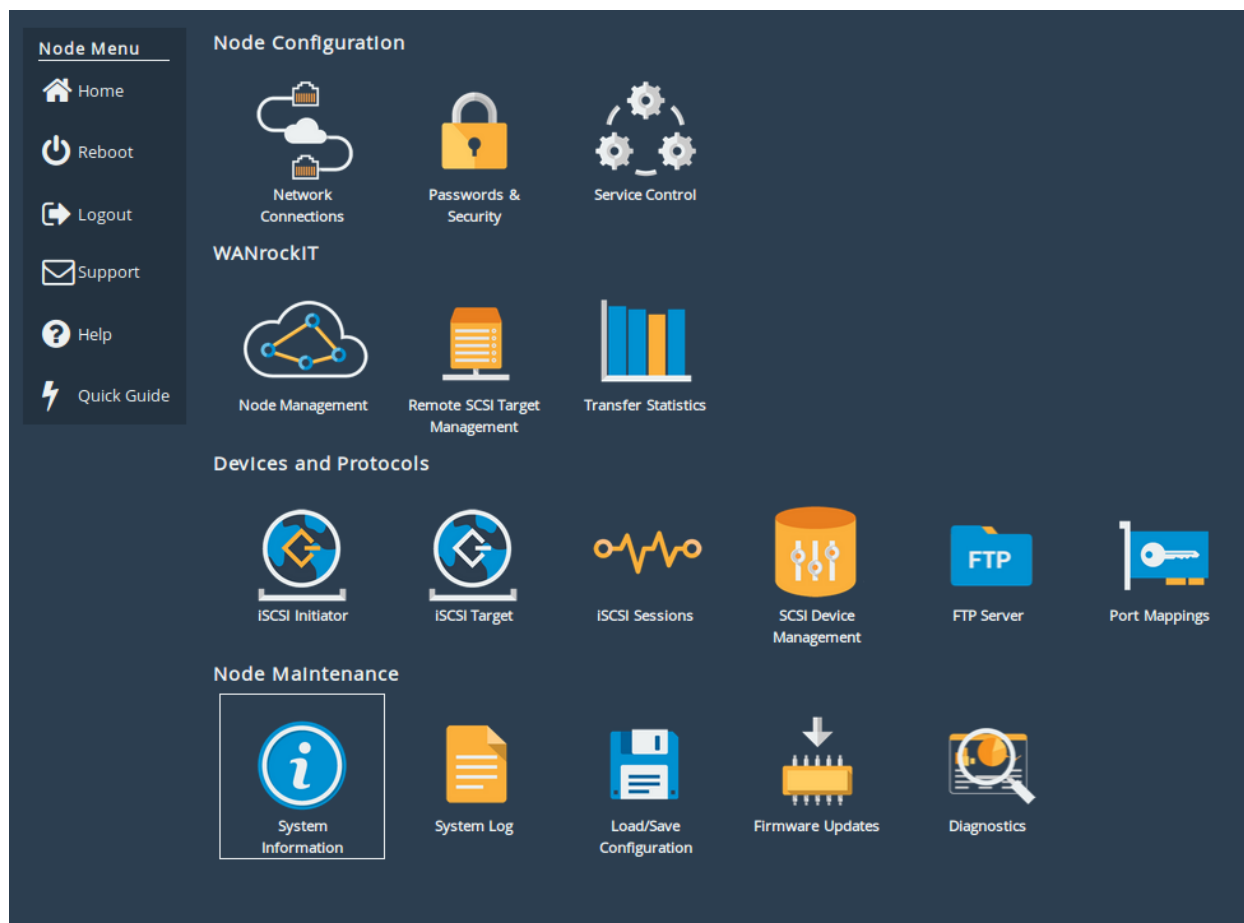 Node Menu
Home
Reboot
Logout
Support
Help
Quick Guide
Node Configuration
Network
Connections
Passwords &
Security
Service Control
WANrockIT
Node Management
Remote SCSI Target
Management
Transfer Statistics
Devices and Protocols
iSCSI Initiator
iSCSI Target
iSCSI Sessions
SCSI Device
Management
FTP
FTP Server
Port Mappings
Node Maintenance
System
Information
System Log
Load/Save
Configuration
Firmware Updates
Diagnostics